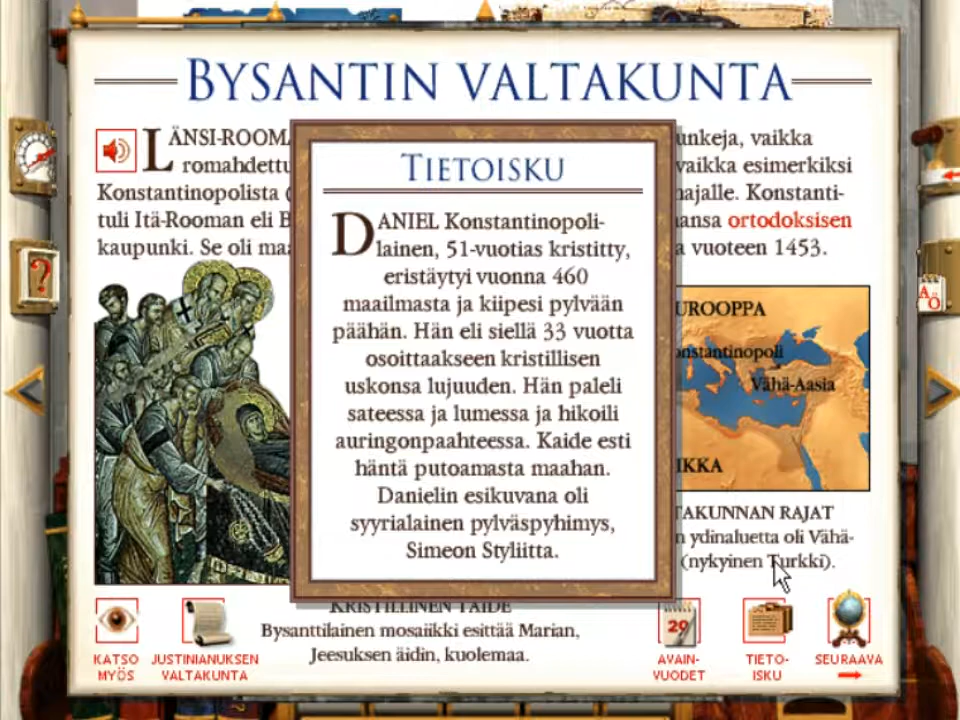 BYSANTIN VALTAKUNTA
LÄNSI-ROOMA
romahdettu
Konstantinopolista
tuli Itä-Rooman eli B
kaupunki. Se oli maa
unkeja, vaikka
vaikka esimerkiksi
najalle. Konstanti-
nansa ortodoksisen
a vuoteen 1453.
TIETOISKU
DANIEL Konstantinopoli-
lainen, 51-vuotias kristitty,
eristäytyi vuonna 460
maailmasta ja kiipesi pylvään
päähän. Hän eli siellä 33 vuotta
osoittaakseen kristillisen
uskonsa lujuuden. Hän paleli
sateessa ja lumessa ja hikoili
auringonpaahteessa. Kaide esti
häntä putoamasta maahan.
Danielin esikuvana oli
syyrialainen pylväspyhimys,
Simeon Styliitta.
UROOPPA
onstantinopoli
Vähä-Aasia
IKKA
TAKUNNAN RAJAT
n ydinaluetta oli Vähä-
(nykyinen Turkki).
KRISTILLINEN TAIDE
Bysanttilainen mosaiikki esittää Marian,
Jeesuksen äidin, kuolemaa.
?
AÖ
29
KATSO
MYÖS
JUSTINIANUKSEN
VALTAKUNTA
AVAIN-
VUODET
TIETO-
ISKU
SEURAAVA